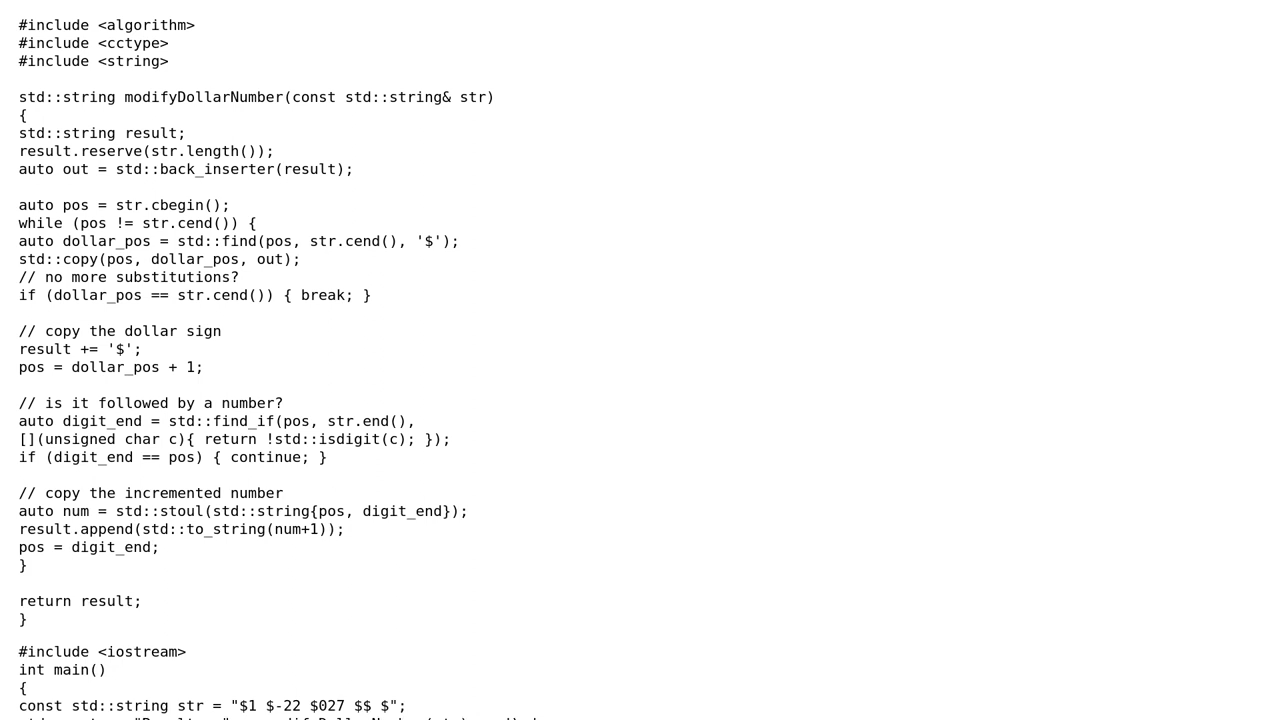 #include <algorithm>
#include <cctype>
#include <string>

std::string modifyDollarNumber(const std::string& str)
{
std::string result;
result.reserve(str.length());
auto out = std::back_inserter(result);

auto pos = str.cbegin();
while (pos != str.cend()) {
auto dollar_pos = std::find(pos, str.cend(), '$');
std::copy(pos, dollar_pos, out);
// no more substitutions?
if (dollar_pos == str.cend()) { break; }

// copy the dollar sign
result += '$';
pos = dollar_pos + 1;

// is it followed by a number?
auto digit_end = std::find_if(pos, str.end(),
[](unsigned char c){ return !std::isdigit(c); });
if (digit_end == pos) { continue; }

// copy the incremented number
auto num = std::stoul(std::string{pos, digit_end});
result.append(std::to_string(num+1));
pos = digit_end;
}

return result;
}

#include <iostream>
int main()
{
const std::string str = "$1 $-22 $027 $$ $";